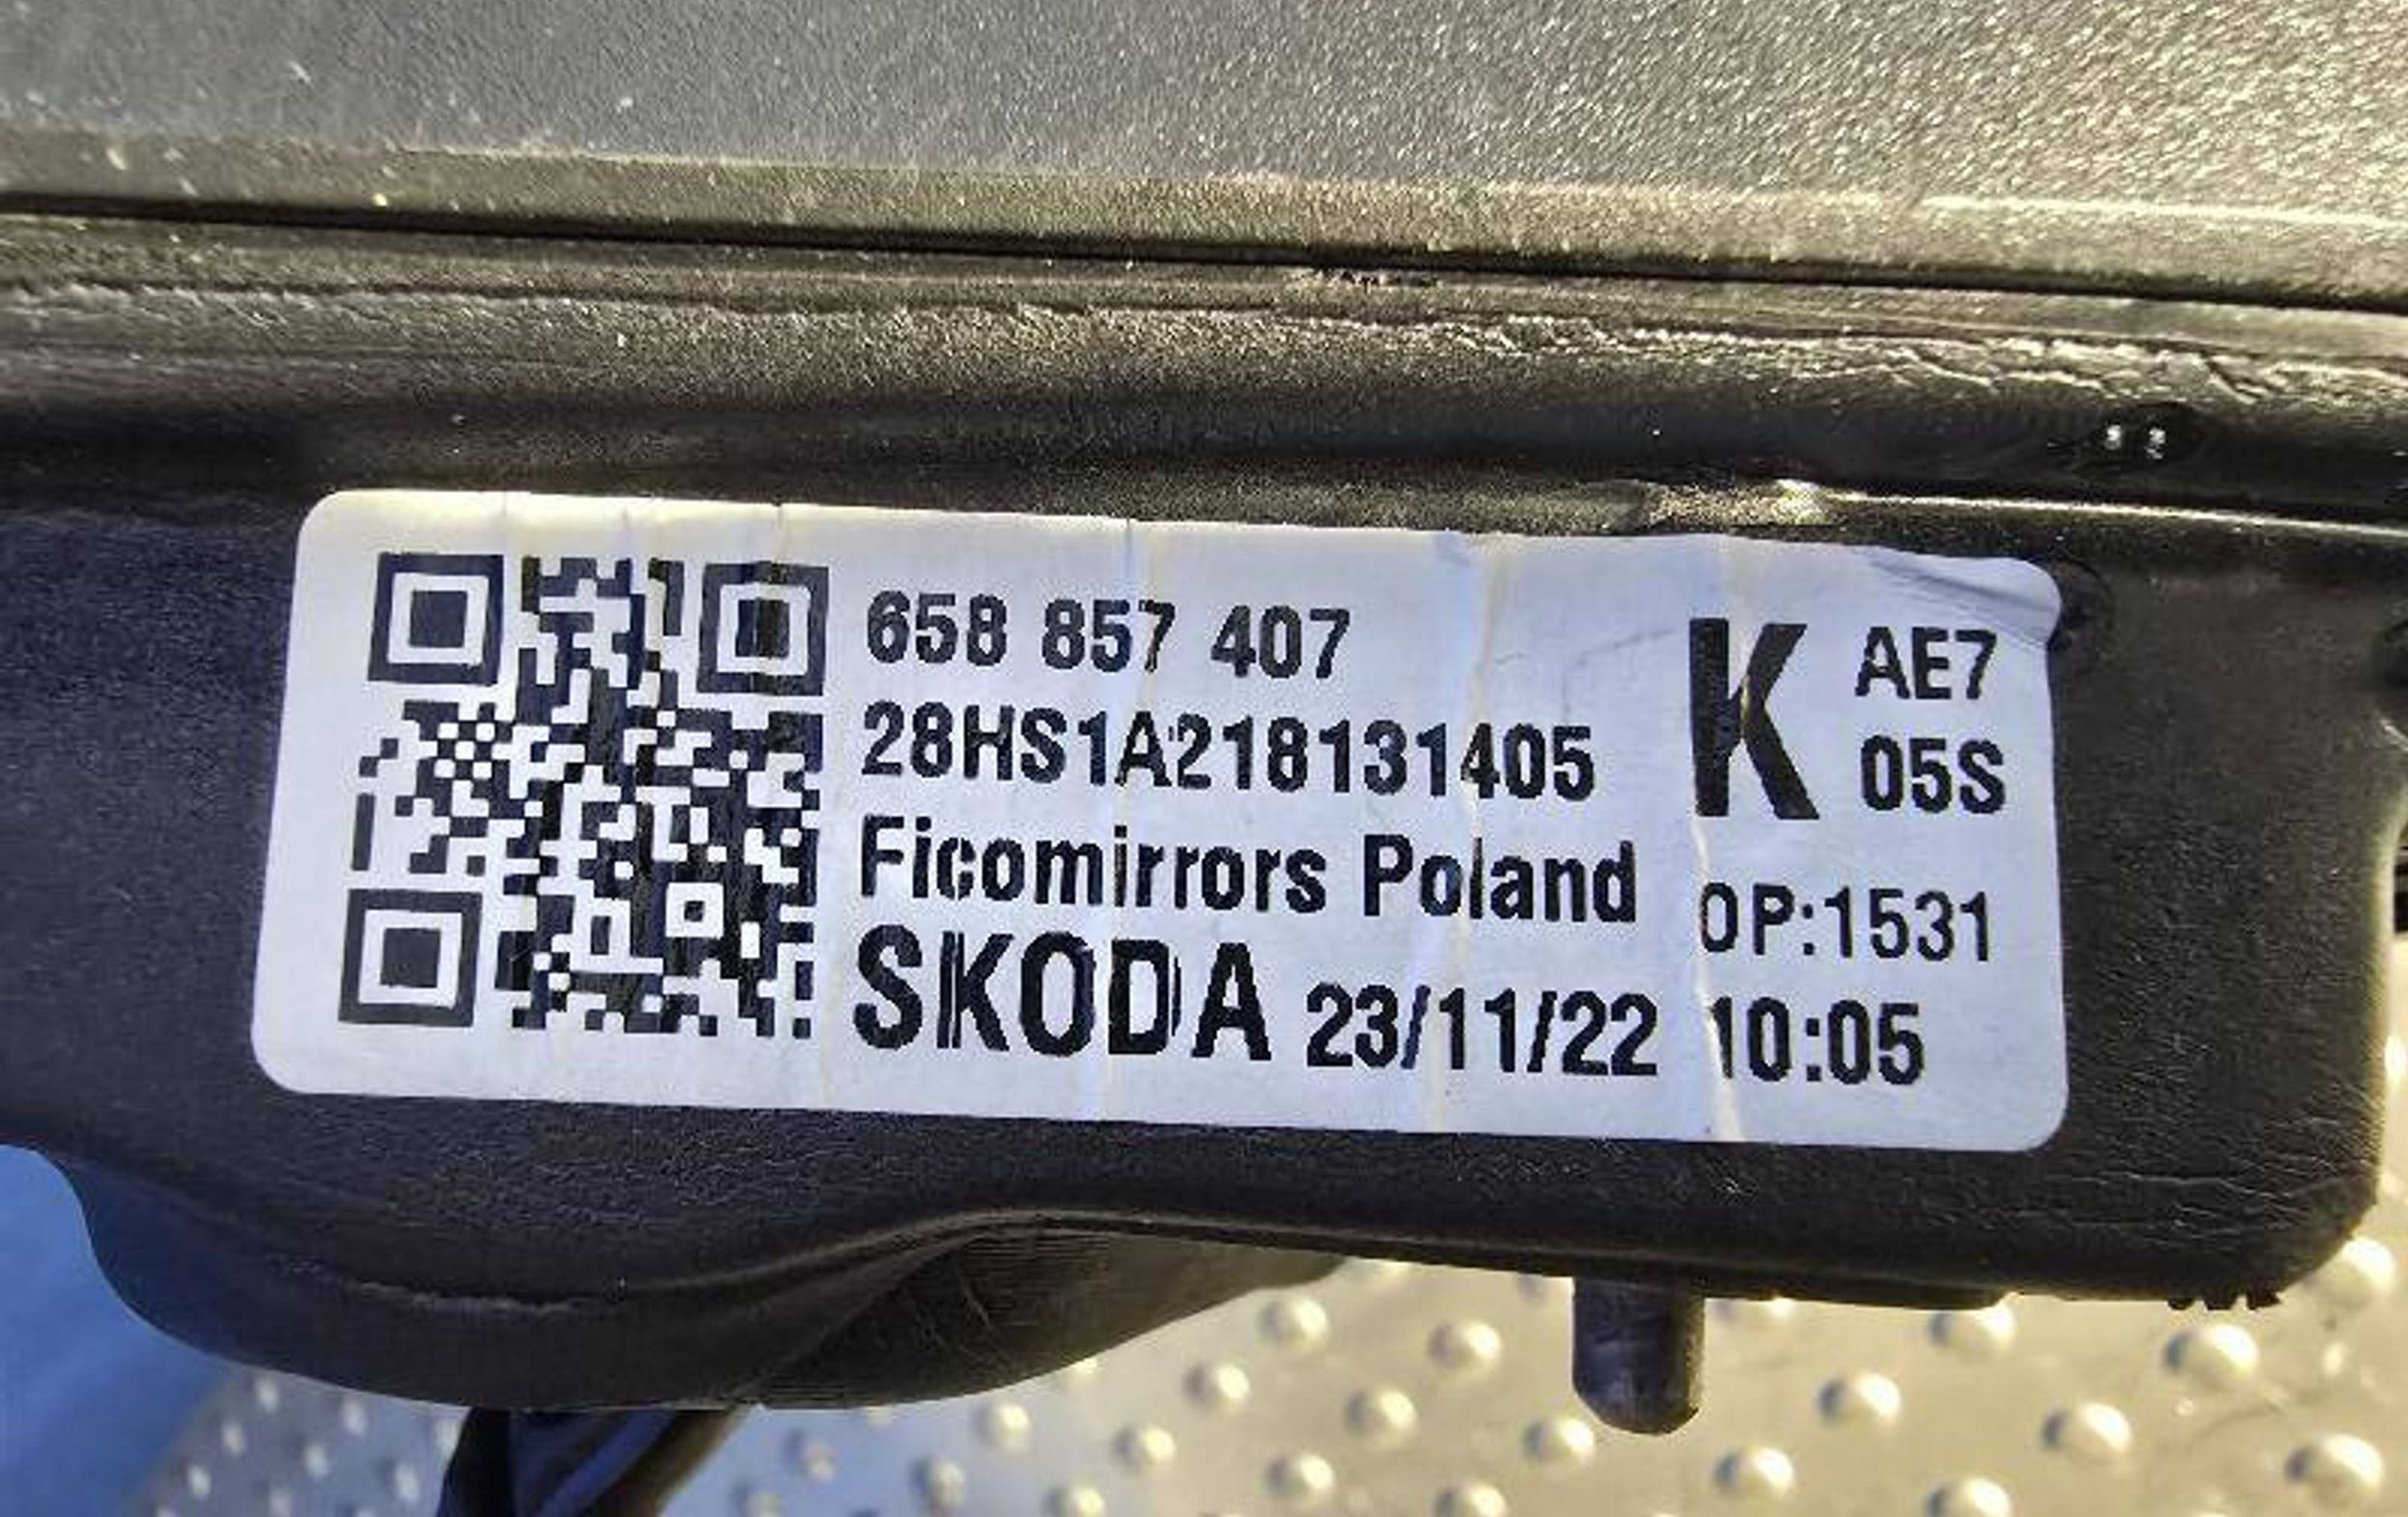 658 857 407
28HS1A218131405
Ficomirrors Poland
SKODA 23/11/22 10:05
K
AE7
05S
OP:1531